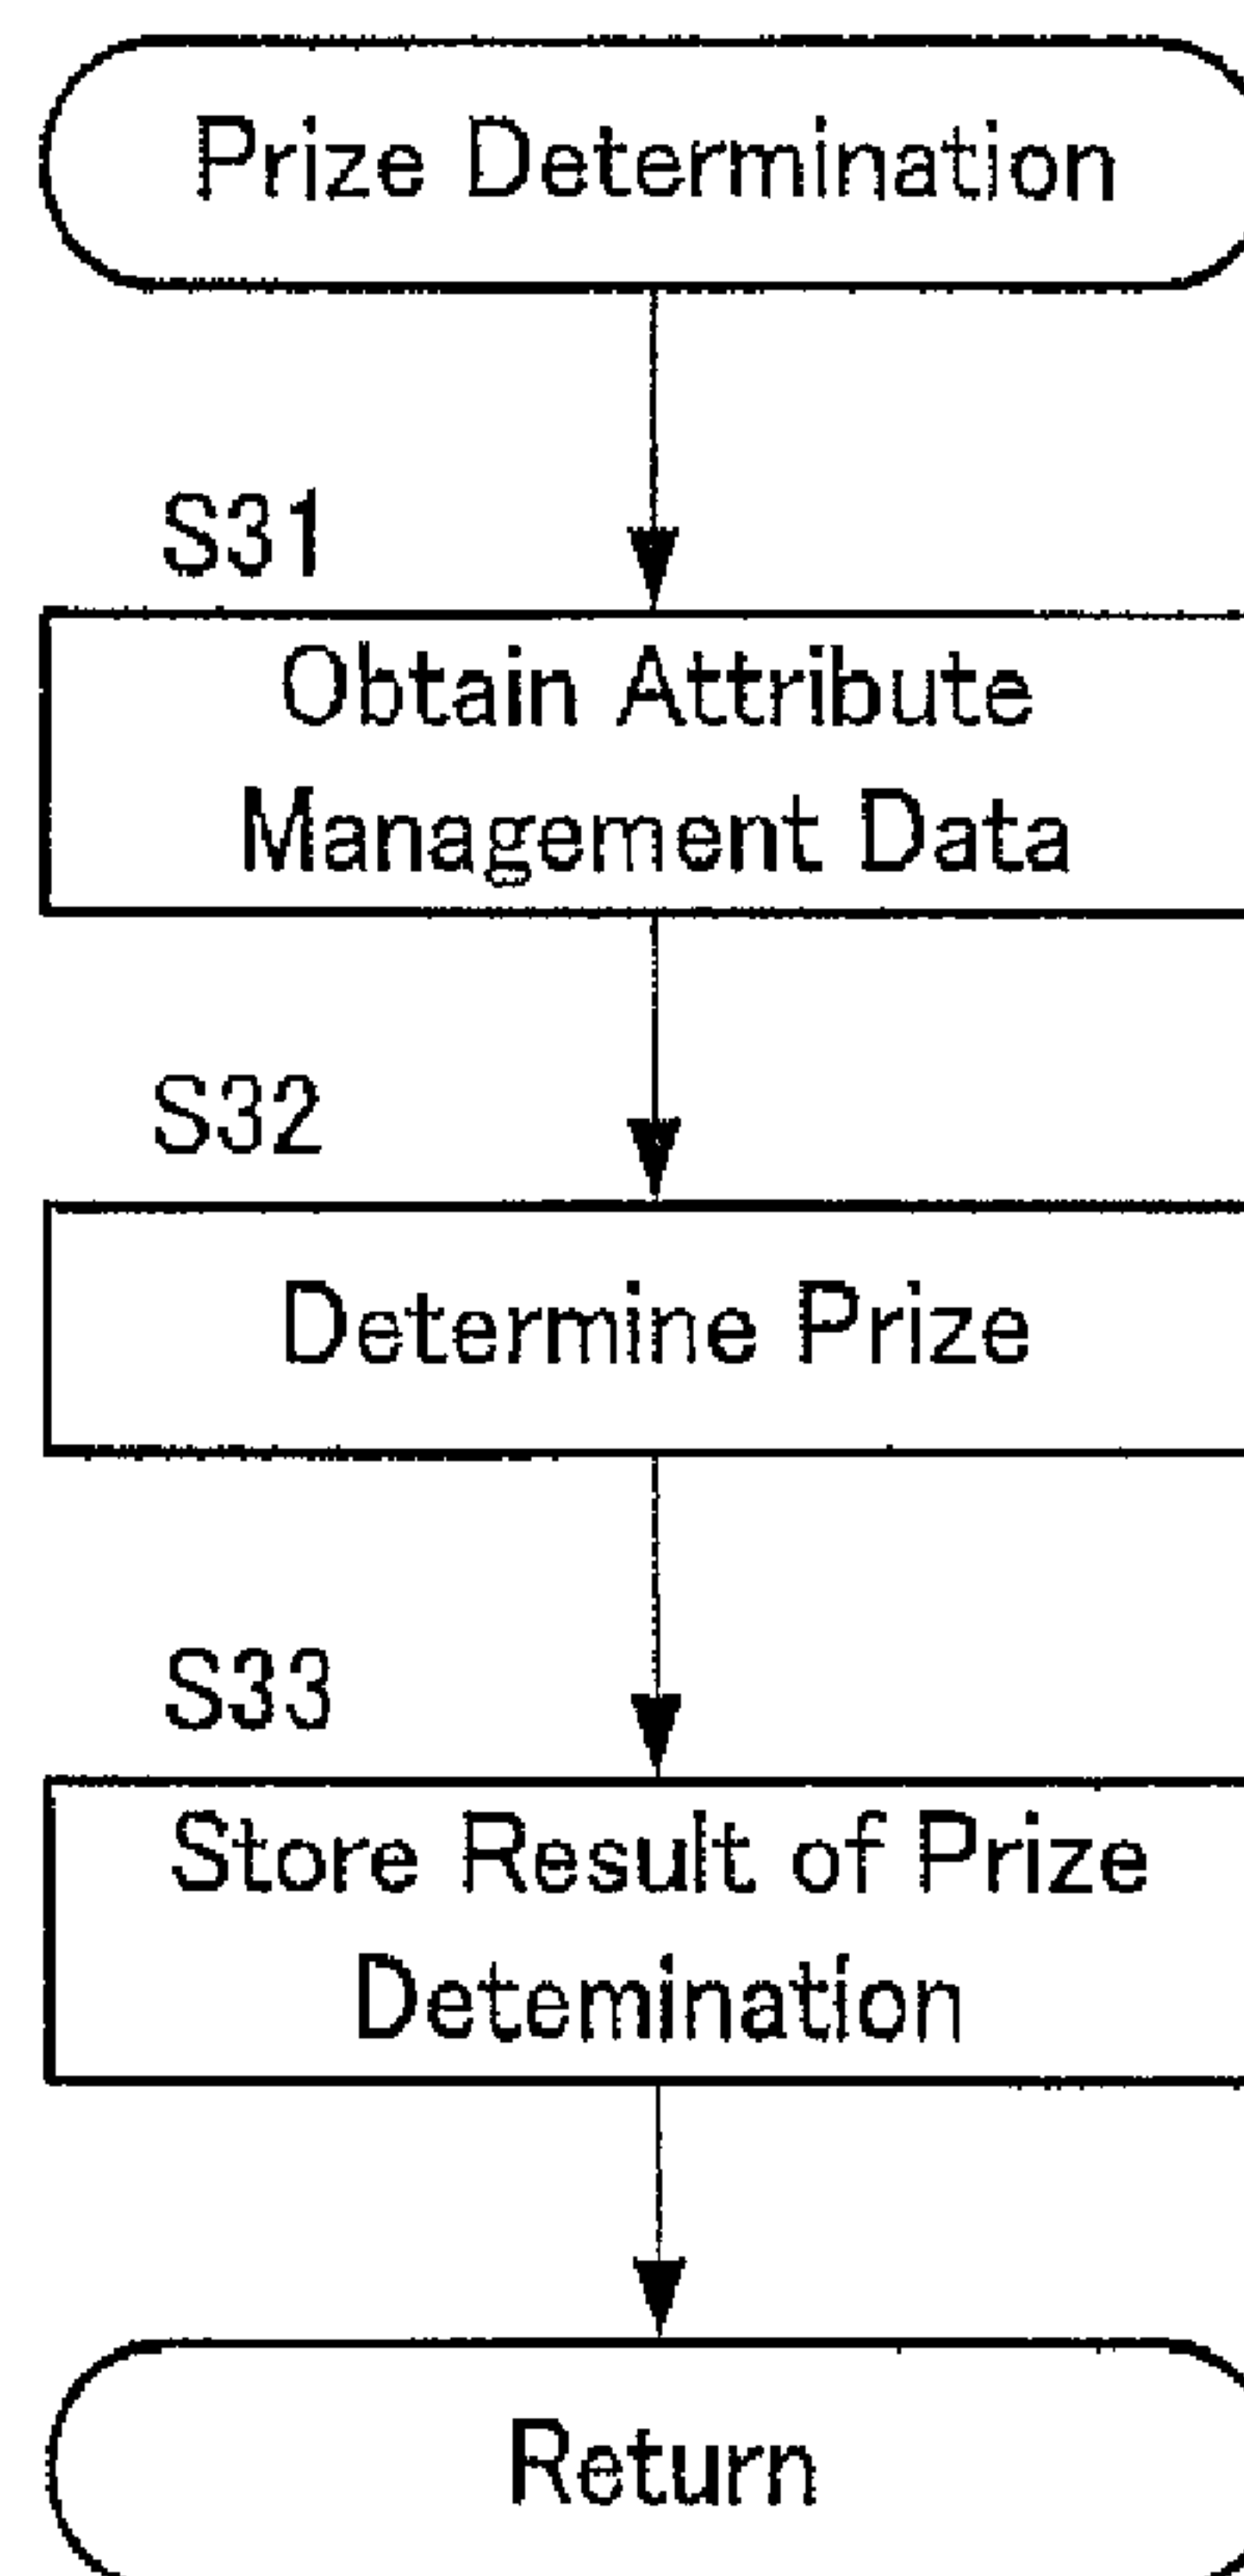 Prize Determination
S31
Obtain Attribute
Management Data
S32
Determine Prize
S33
Store Result of Prize
Detemination
Return